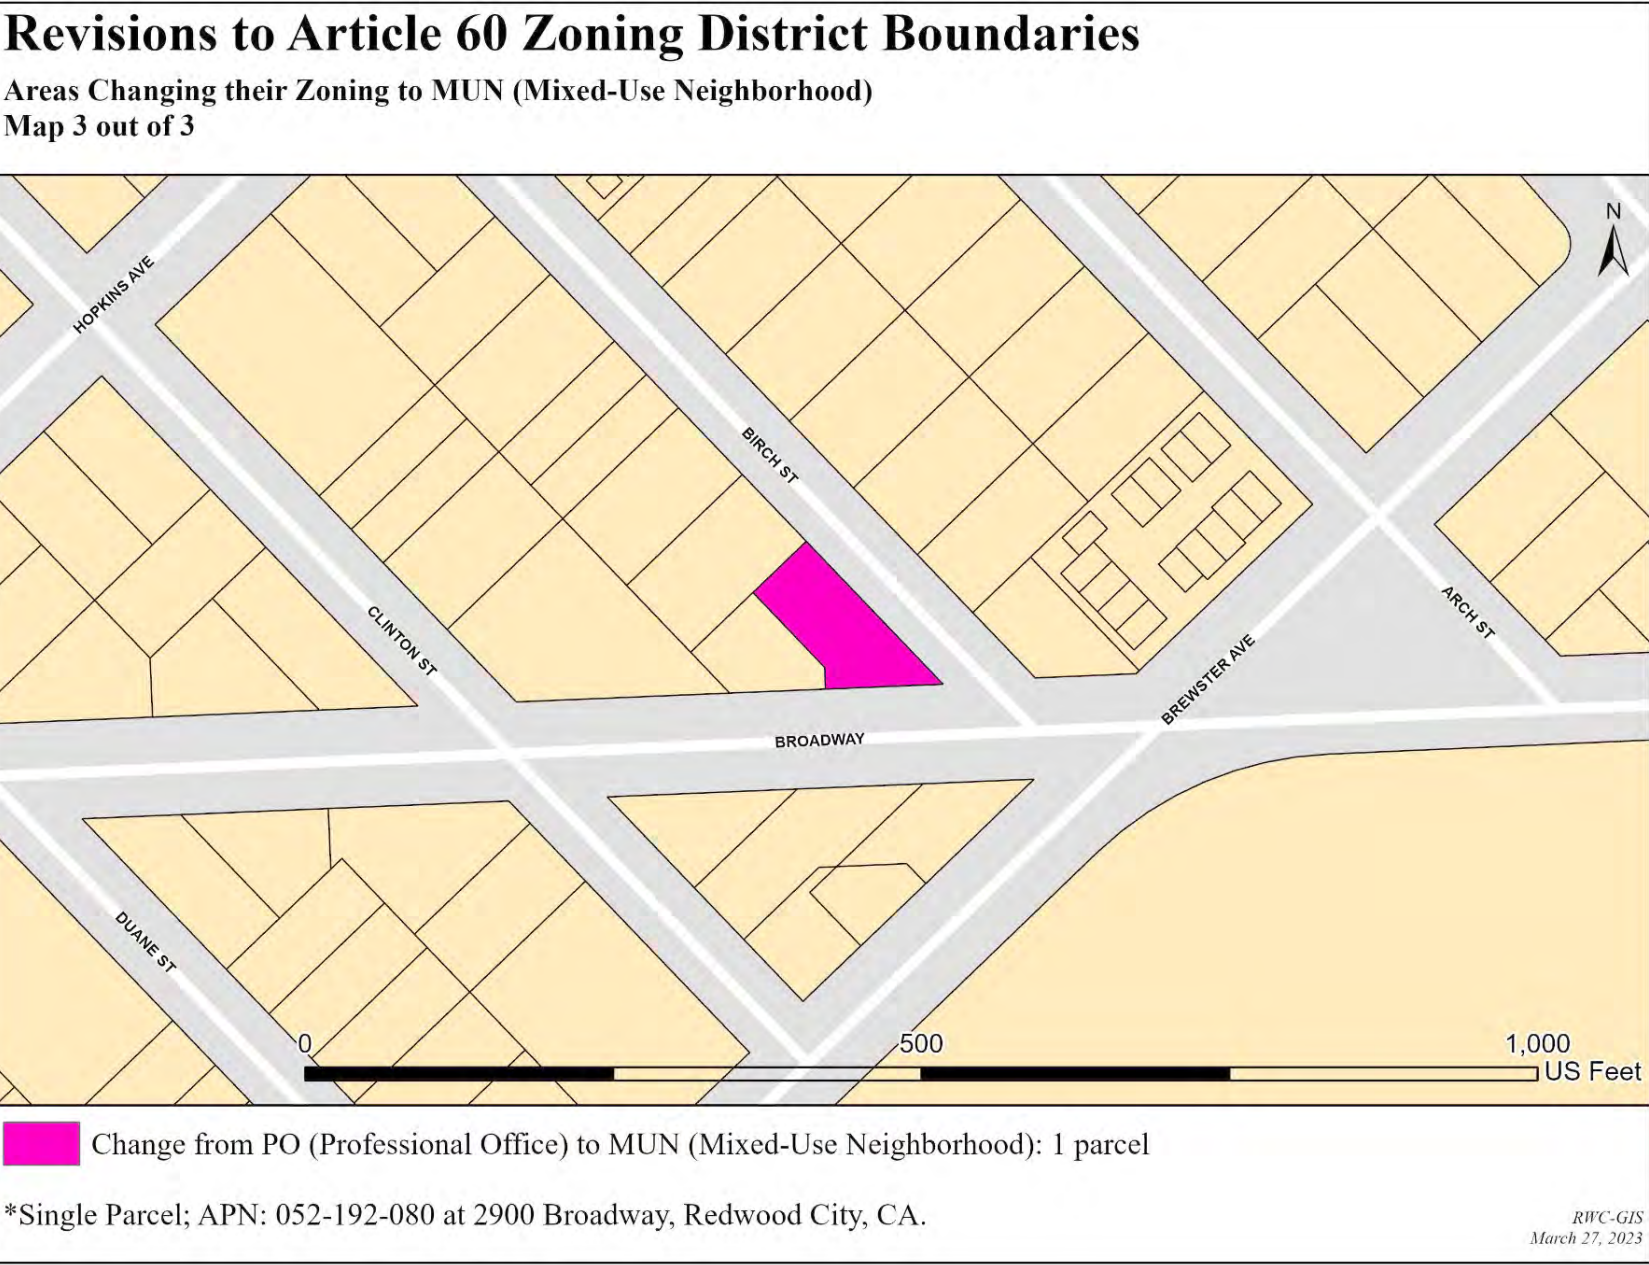 Revisions to Article 60 Zoning District Boundaries
Areas Changing their Zoning to MUN (Mixed-Use Neighborhood)
Map 3 out of 3
N
HOPKINS AVE
BIRCH ST
CLINTON ST
ARCH ST
BREWSTER AVE
BROADWAY
DUANE ST
0 500 1,000
US Feet
Change from PO (Professional Office) to MUN (Mixed-Use Neighborhood): 1 parcel
*Single Parcel; APN: 052-192-080 at 2900 Broadway, Redwood City, CA.
RWC-GIS
March 27, 2023